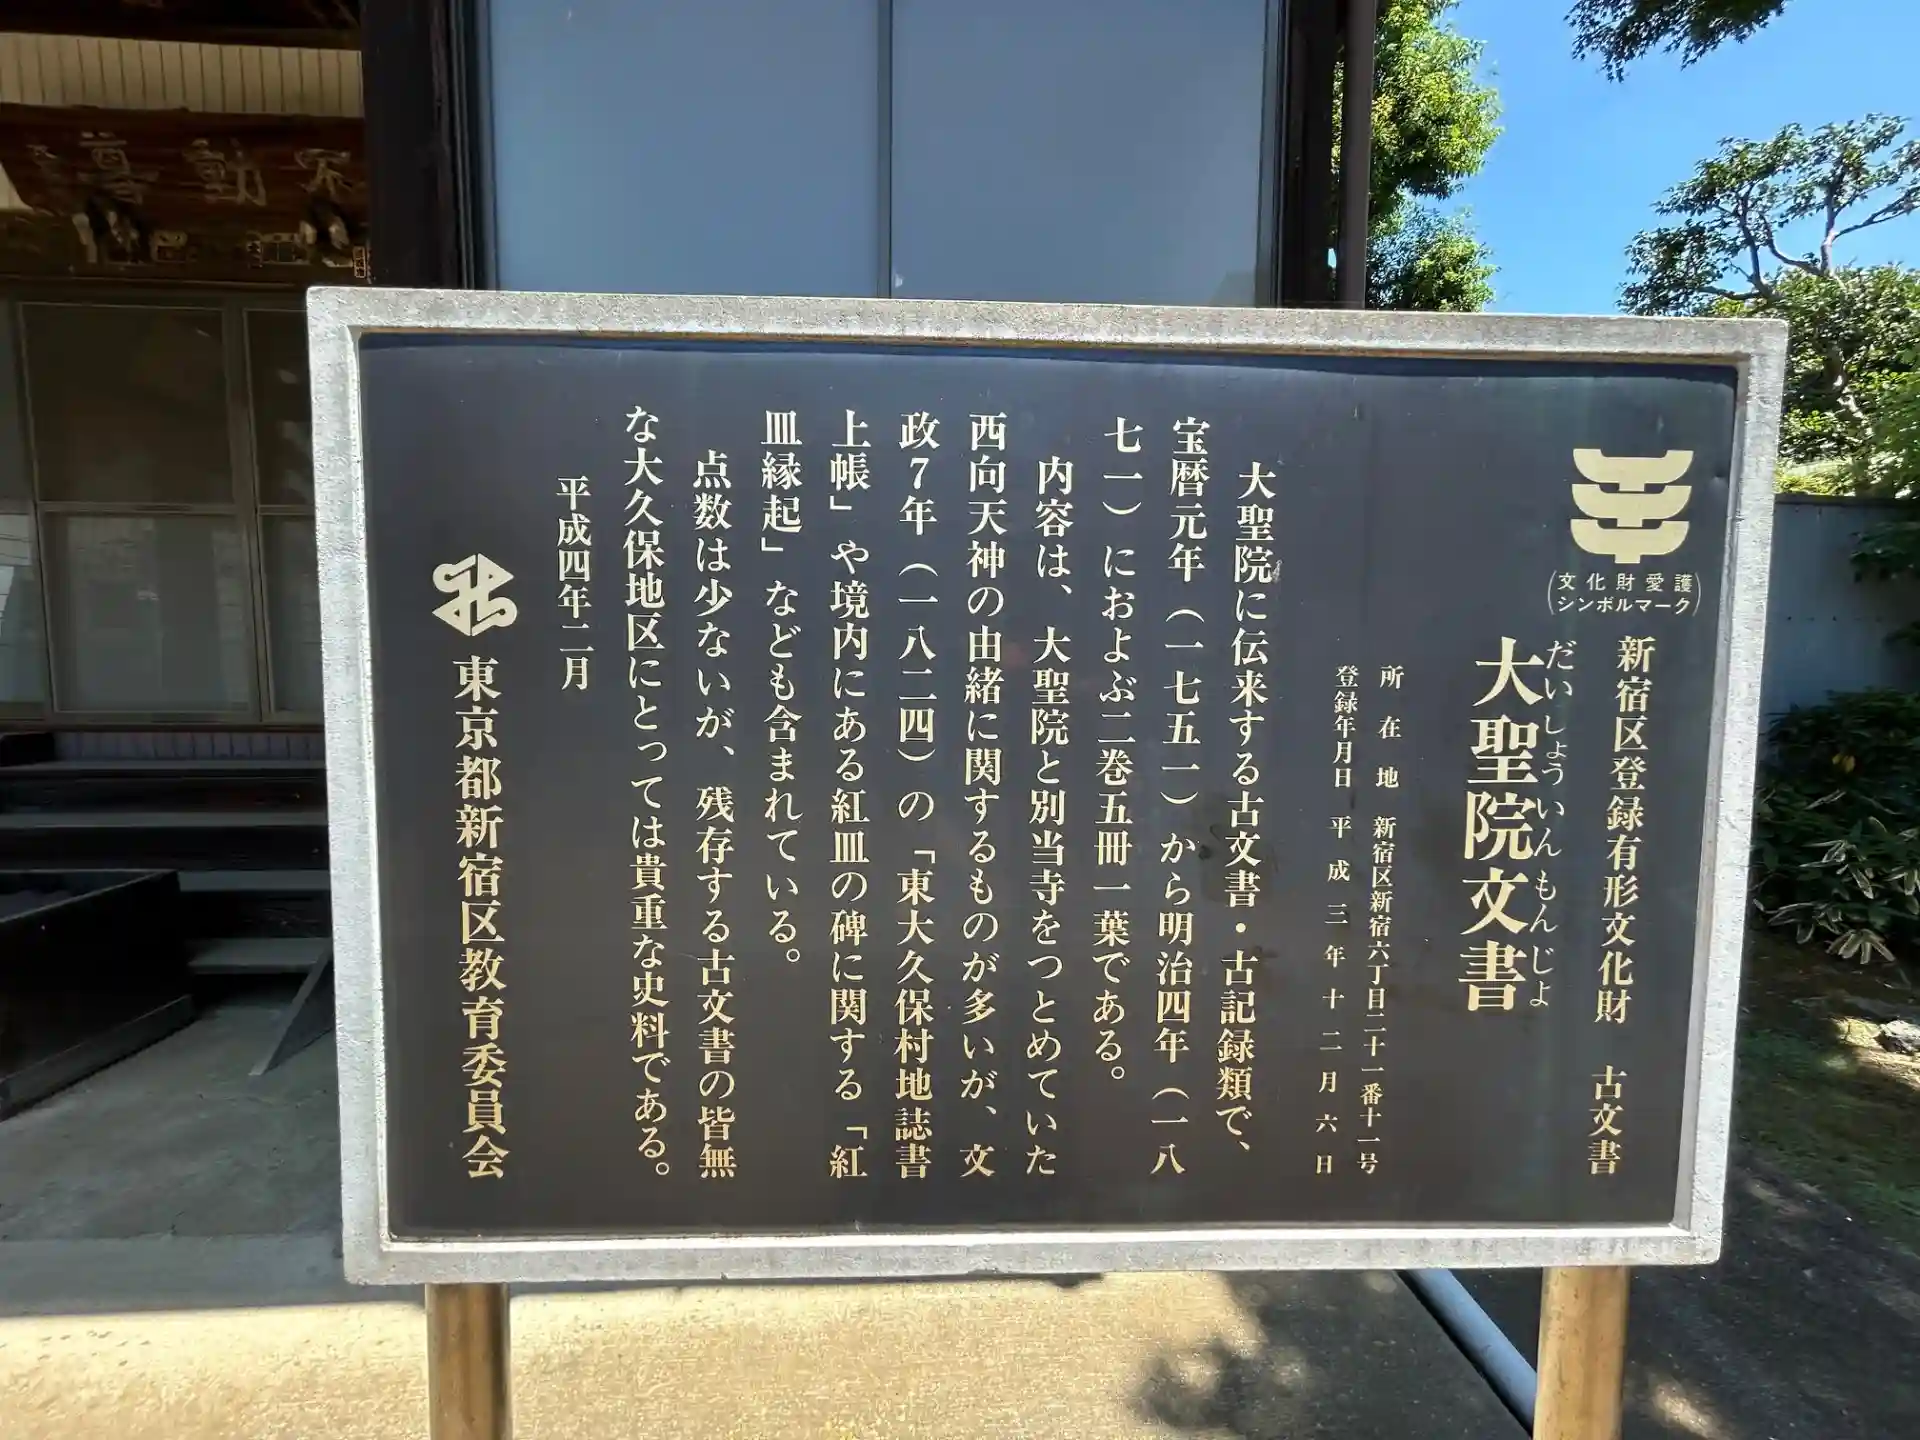 不動尊
(文化財愛護
シンボルマーク)
新宿区登録有形文化財　古文書
だいしょういんもんじょ
大聖院文書
所在地　新宿区新宿六丁目二十一番十一号
登録年月日　平成三年十二月六日
大聖院に伝来する古文書・古記録類で、
宝暦元年（一七五一）から明治四年（一八
七一）におよぶ二巻五冊一葉である。
内容は、大聖院と別当寺をつとめていた
西向天神の由緒に関するものが多いが、文
政7年（一八二四）の「東大久保村地誌書
上帳」や境内にある紅皿の碑に関する「紅
皿縁起」なども含まれている。
点数は少ないが、残存する古文書の皆無
な大久保地区にとっては貴重な史料である。
平成四年二月
東京都新宿区教育委員会